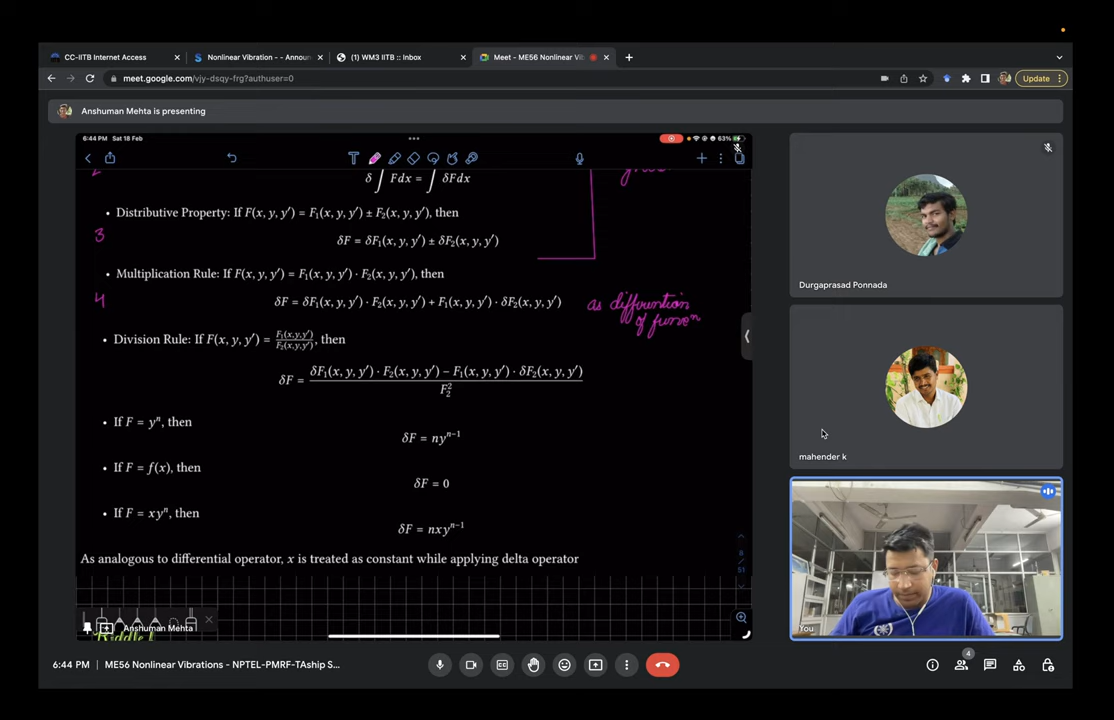 CC-IITB Internet Access
Nonlinear Vibration - - Announ
(1) WM3 IITB :: Inbox
Meet - ME56 Nonlinear Vib
meet.google.com/vjy-dsqy-frg?authuser=0
Update
Anshuman Mehta is presenting
6:44 PM Sat 18 Feb
63%
2
δ∫ Fdx = ∫ δFdx
• Distributive Property: If F(x, y, y′) = F₁(x, y, y′) ± F₂(x, y, y′), then
3
δF = δF₁(x, y, y′) ± δF₂(x, y, y′)
• Multiplication Rule: If F(x, y, y′) = F₁(x, y, y′) · F₂(x, y, y′), then
4
δF = δF₁(x, y, y′) · F₂(x, y, y′) + F₁(x, y, y′) · δF₂(x, y, y′)
as
of
• Division Rule: If F(x, y, y′) = F₁(x,y,y′)/F₂(x,y,y′), then
δF = (δF₁(x, y, y′) · F₂(x, y, y′) − F₁(x, y, y′) · δF₂(x, y, y′))/F₂²
• If F = yⁿ, then
δF = nyⁿ⁻¹
• If F = f(x), then
δF = 0
• If F = xyⁿ, then
δF = nxyⁿ⁻¹
As analogous to differential operator, x is treated as constant while applying delta operator
8
/
51
Riddle
Anshuman Mehta
Durgaprasad Ponnada
mahender k
You
6:44 PM | ME56 Nonlinear Vibrations - NPTEL-PMRF-TAship S...
4